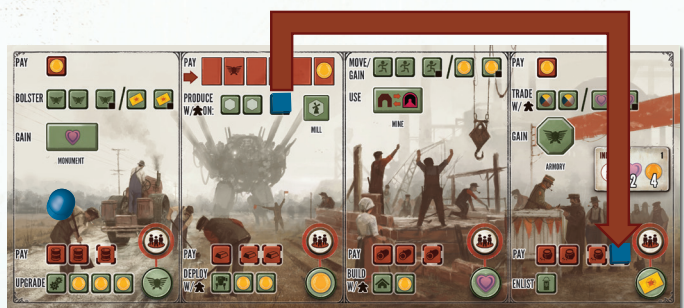 PAY
BOLSTER
/
GAIN
MONUMENT
PAY
UPGRADE
PAY
PRODUCE
W/ ON:
MILL
PAY
DEPLOY
W/
MOVE/
GAIN
/
USE
MINE
PAY
BUILD
W/
PAY
TRADE
W/
/
GAIN
ARMORY
1
2 4
PAY
ENLIST